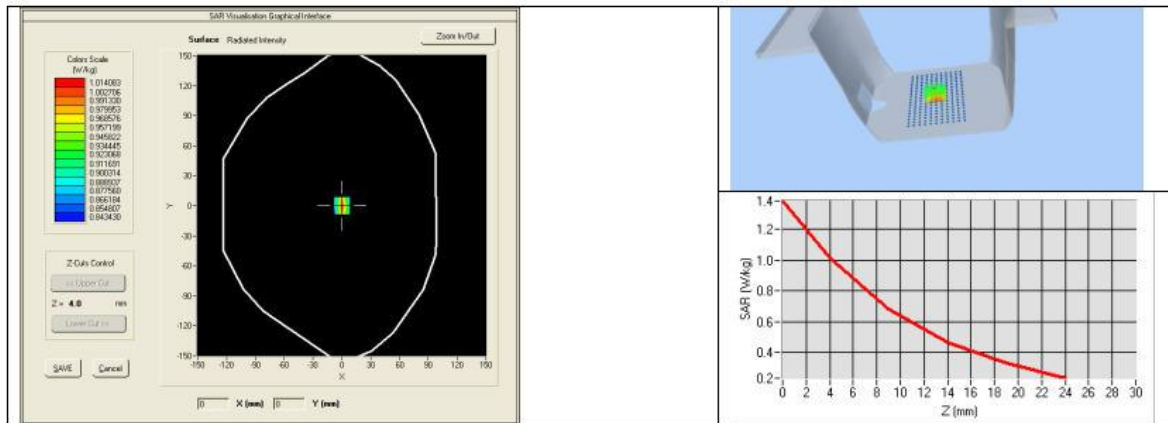 SAR Visualisation Graphical Interface
Surface Radiated Intensity
Zoom In/Out
Colors Scale
(W/kg)
1.014083
1.002706
0.991330
0.979953
0.968576
0.957199
0.945822
0.934445
0.923068
0.911691
0.900314
0.888937
0.877560
0.866184
0.854807
0.843430
Z-Cuts Control
<< Upper Cut
Z = 4.0 mm
Lower Cut >>
SAVE Cancel
150
120
90
60
30
0
-30
-60
-90
-120
-150
Y
-150 -120 -90 -60 -30 0 30 60 90 120 150
X
0 X (mm) 0 Y (mm)
1.4
1.2
1.0
0.8
0.6
0.4
0.2
SAR (W/kg)
0 2 4 6 8 10 12 14 16 18 20 22 24 26 28 30
Z (mm)